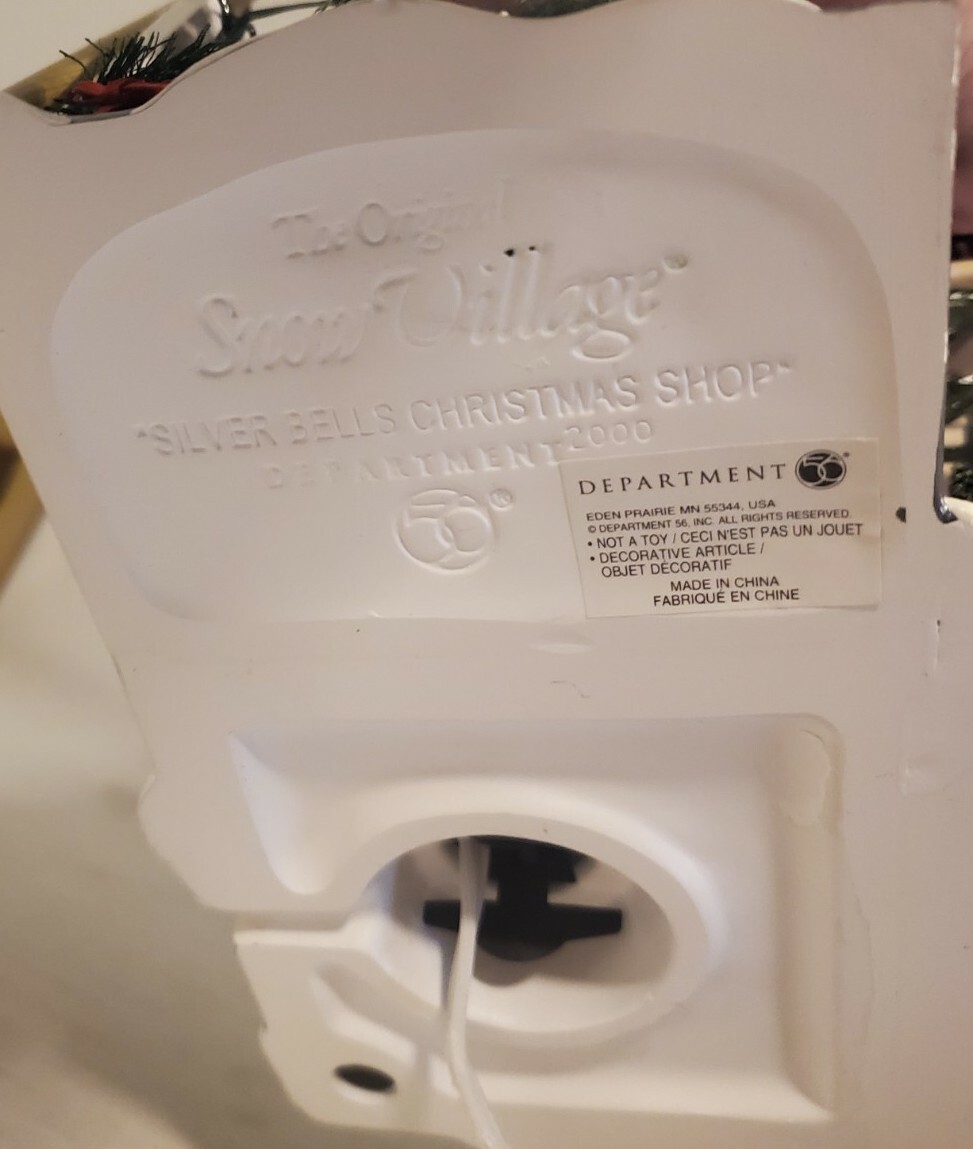 The Original
Snow Village®
"SILVER BELLS CHRISTMAS SHOP"
2000
DEPARTMENT
56®
DEPARTMENT 56®
EDEN PRAIRIE MN 55344, USA
© DEPARTMENT 56, INC. ALL RIGHTS RESERVED.
• NOT A TOY / CECI N'EST PAS UN JOUET
• DECORATIVE ARTICLE /
OBJET DÉCORATIF
MADE IN CHINA
FABRIQUÉ EN CHINE